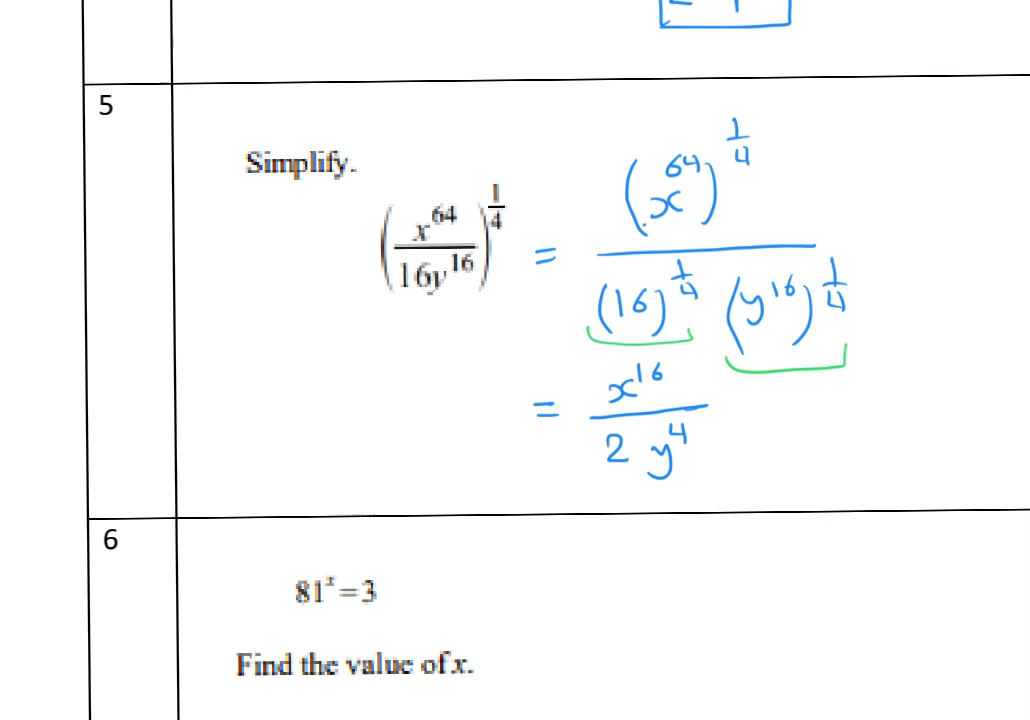 5
Simplify.
(x^64 / 16y^16)^(1/4) = (x^64)^(1/4) / (16)^(1/4) (y^16)^(1/4)
= x^16 / 2 y^4
6
81^x = 3
Find the value of x.